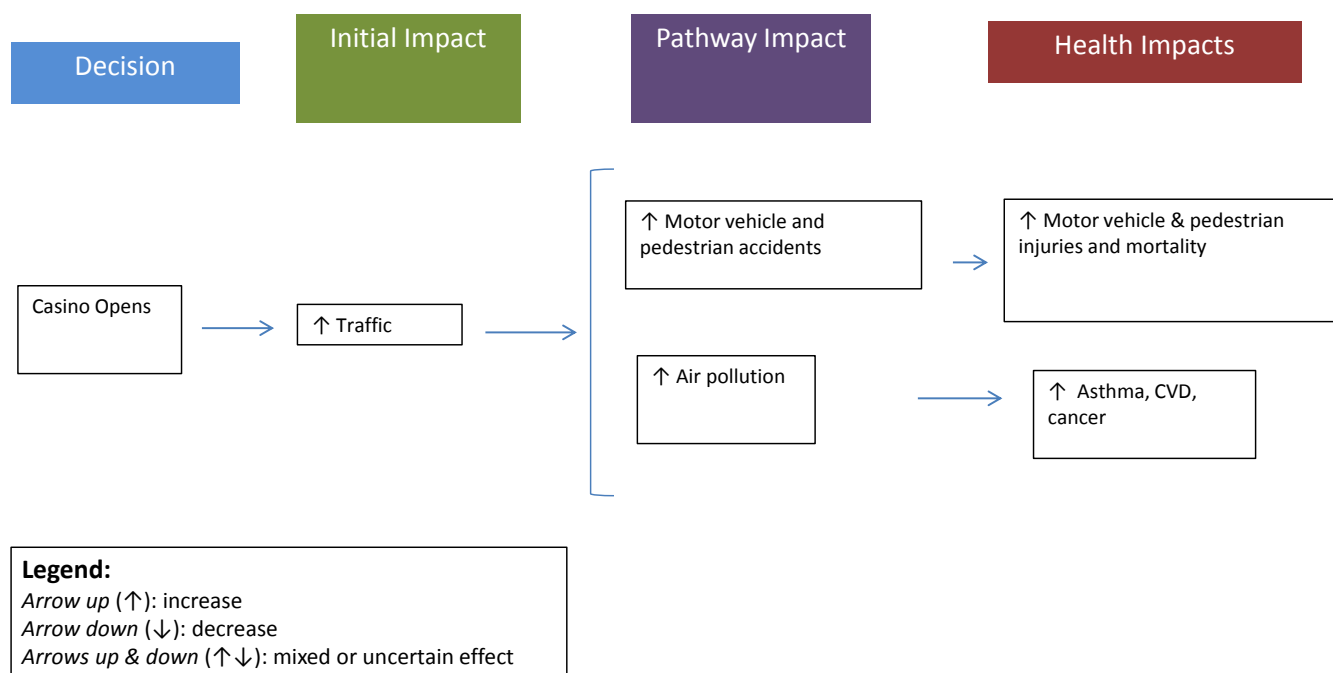 Decision
Initial Impact
Pathway Impact
Health Impacts
Casino Opens
↑ Traffic
↑ Motor vehicle and
pedestrian accidents
↑ Motor vehicle & pedestrian
injuries and mortality
↑ Air pollution
↑ Asthma, CVD,
cancer
Legend:
Arrow up (↑): increase
Arrow down (↓): decrease
Arrows up & down (↑↓): mixed or uncertain effect